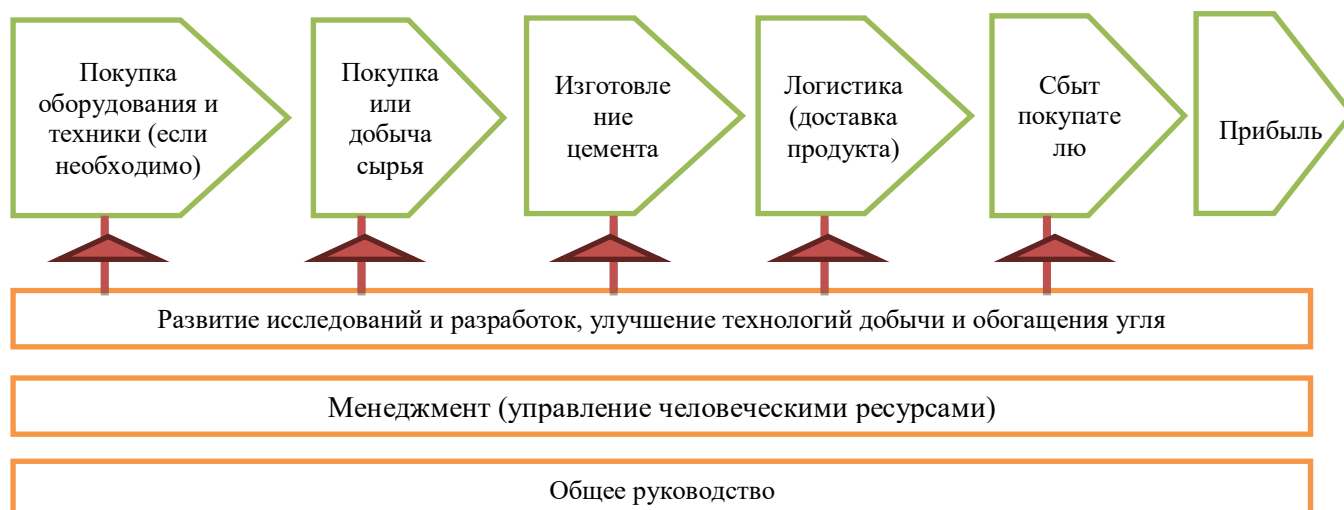 Покупка
оборудования и
техники (если
необходимо)
Покупка
или
добыча
сырья
Изготовле
ние
цемента
Логистика
(доставка
продукта)
Сбыт
покупате
лю
Прибыль
Развитие исследований и разработок, улучшение технологий добычи и обогащения угля
Менеджмент (управление человеческими ресурсами)
Общее руководство